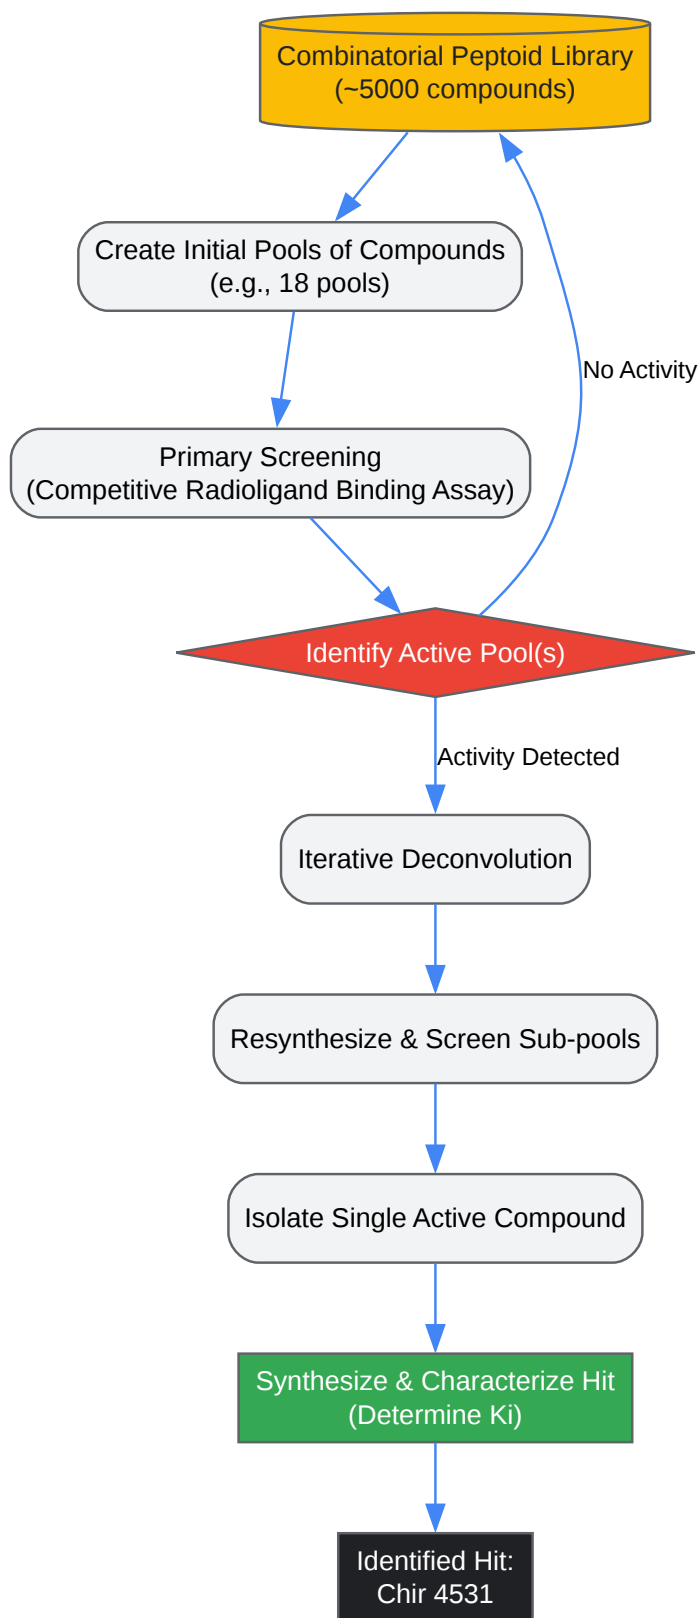 Combinatorial Peptoid Library
(~5000 compounds)
Create Initial Pools of Compounds
(e.g., 18 pools)
No Activity
Primary Screening
(Competitive Radioligand Binding Assay)
Identify Active Pool(s)
Activity Detected
Iterative Deconvolution
Resynthesize & Screen Sub-pools
Isolate Single Active Compound
Synthesize & Characterize Hit
(Determine Ki)
Identified Hit:
Chir 4531